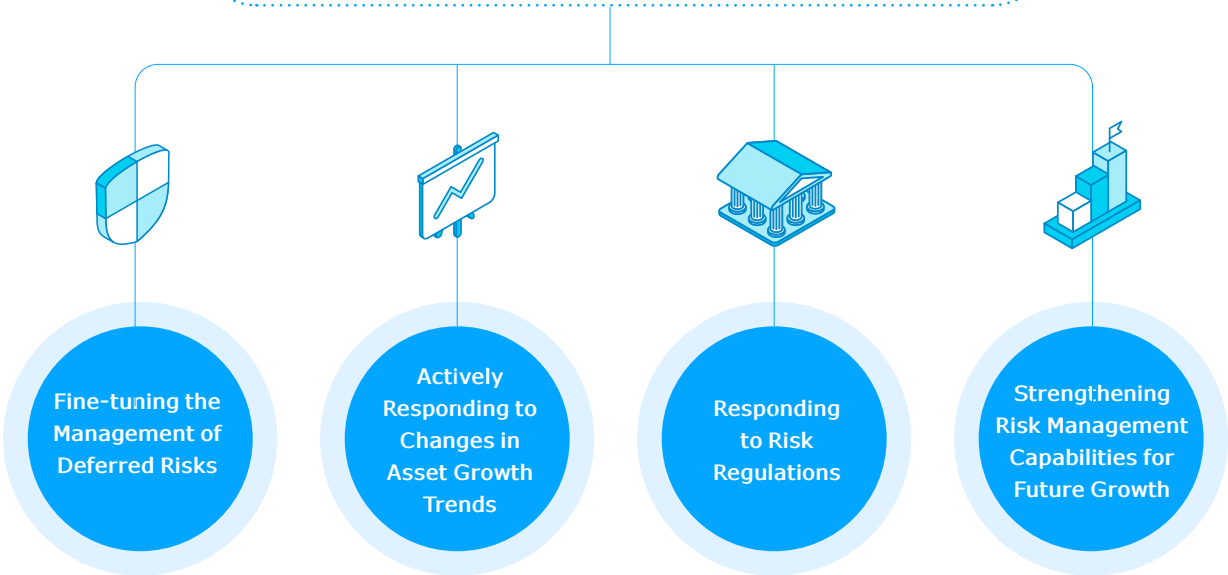 Fine-tuning the
Management of
Deferred Risks
Actively
Responding to
Changes in
Asset Growth
Trends
Responding
to Risk
Regulations
Strengthening
Risk Management
Capabilities for
Future Growth